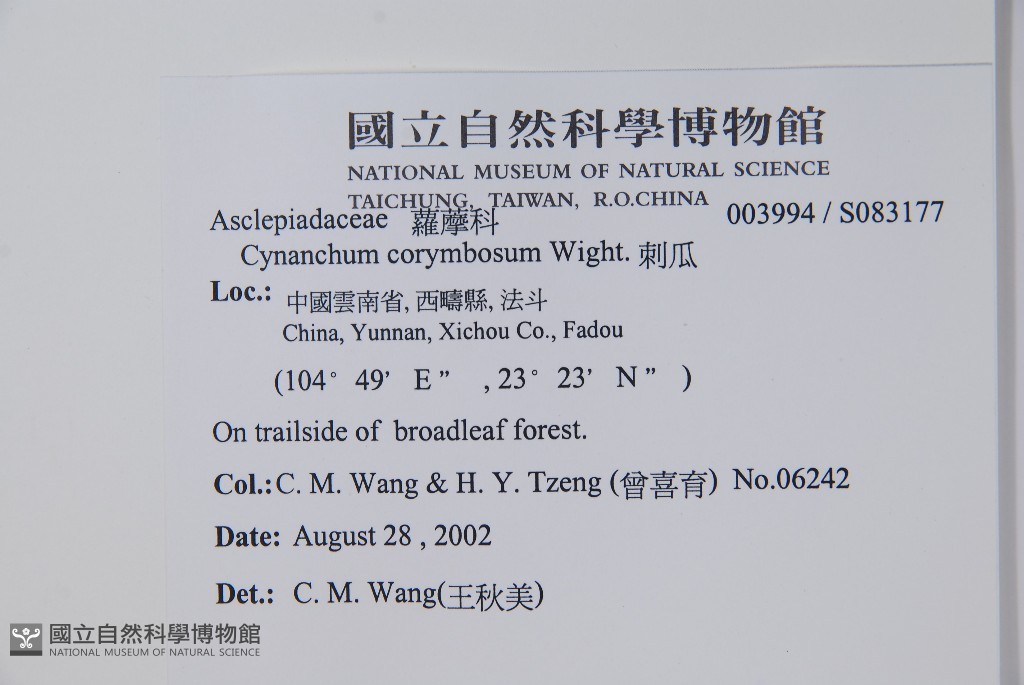 國立自然科學博物館
NATIONAL MUSEUM OF NATURAL SCIENCE
TAICHUNG, TAIWAN, R.O.CHINA
Asclepiadaceae 蘿藦科 003994 / S083177
Cynanchum corymbosum Wight. 刺瓜
Loc.: 中國雲南省, 西疇縣, 法斗
China, Yunnan, Xichou Co., Fadou
(104° 49’ E ” , 23° 23’ N ” )
On trailside of broadleaf forest.
Col.: C. M. Wang & H. Y. Tzeng (曾喜育) No.06242
Date: August 28 , 2002
Det.: C. M. Wang(王秋美)
國立自然科學博物館
NATIONAL MUSEUM OF NATURAL SCIENCE